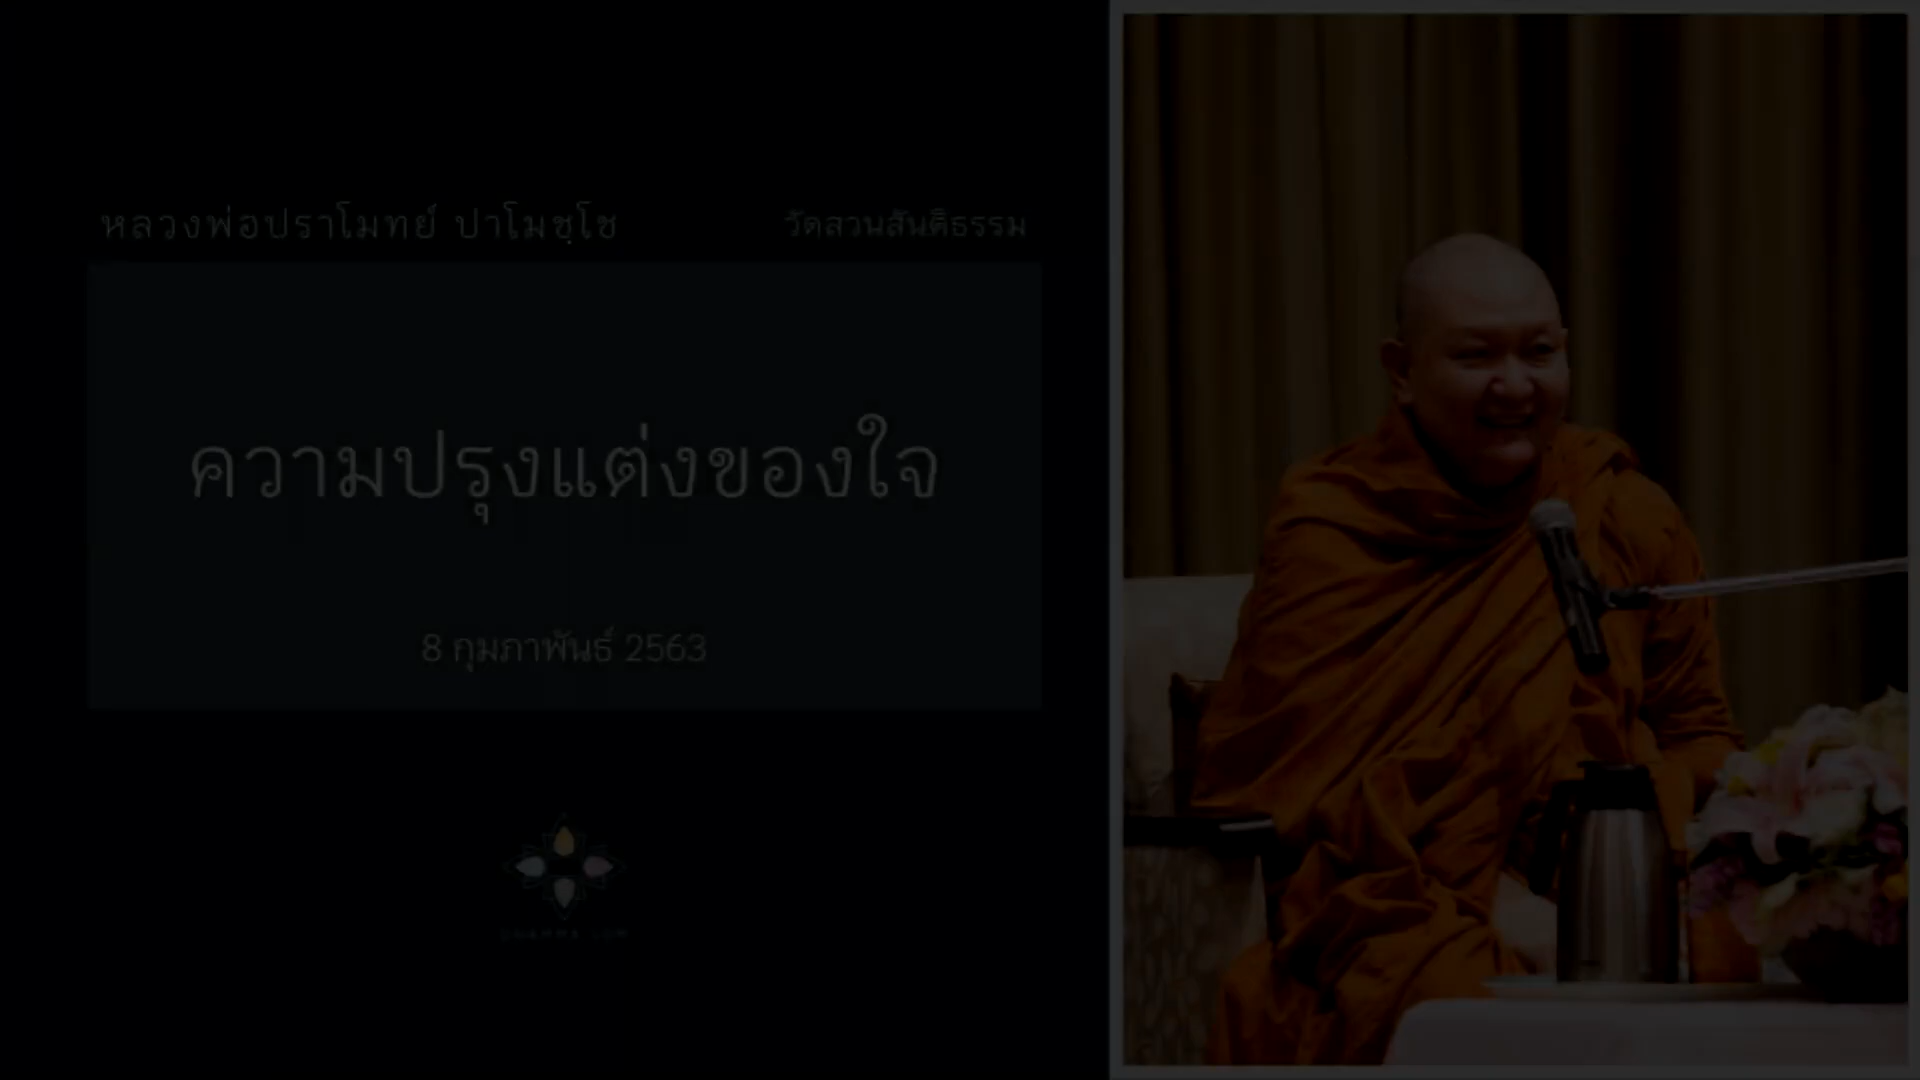 หลวงพ่อปราโมทย์ ปาโมชฺโช
วัดสวนสันติธรรม
ความปรุงแต่งของใจ
8 กุมภาพันธ์ 2563
DHAMMA.COM